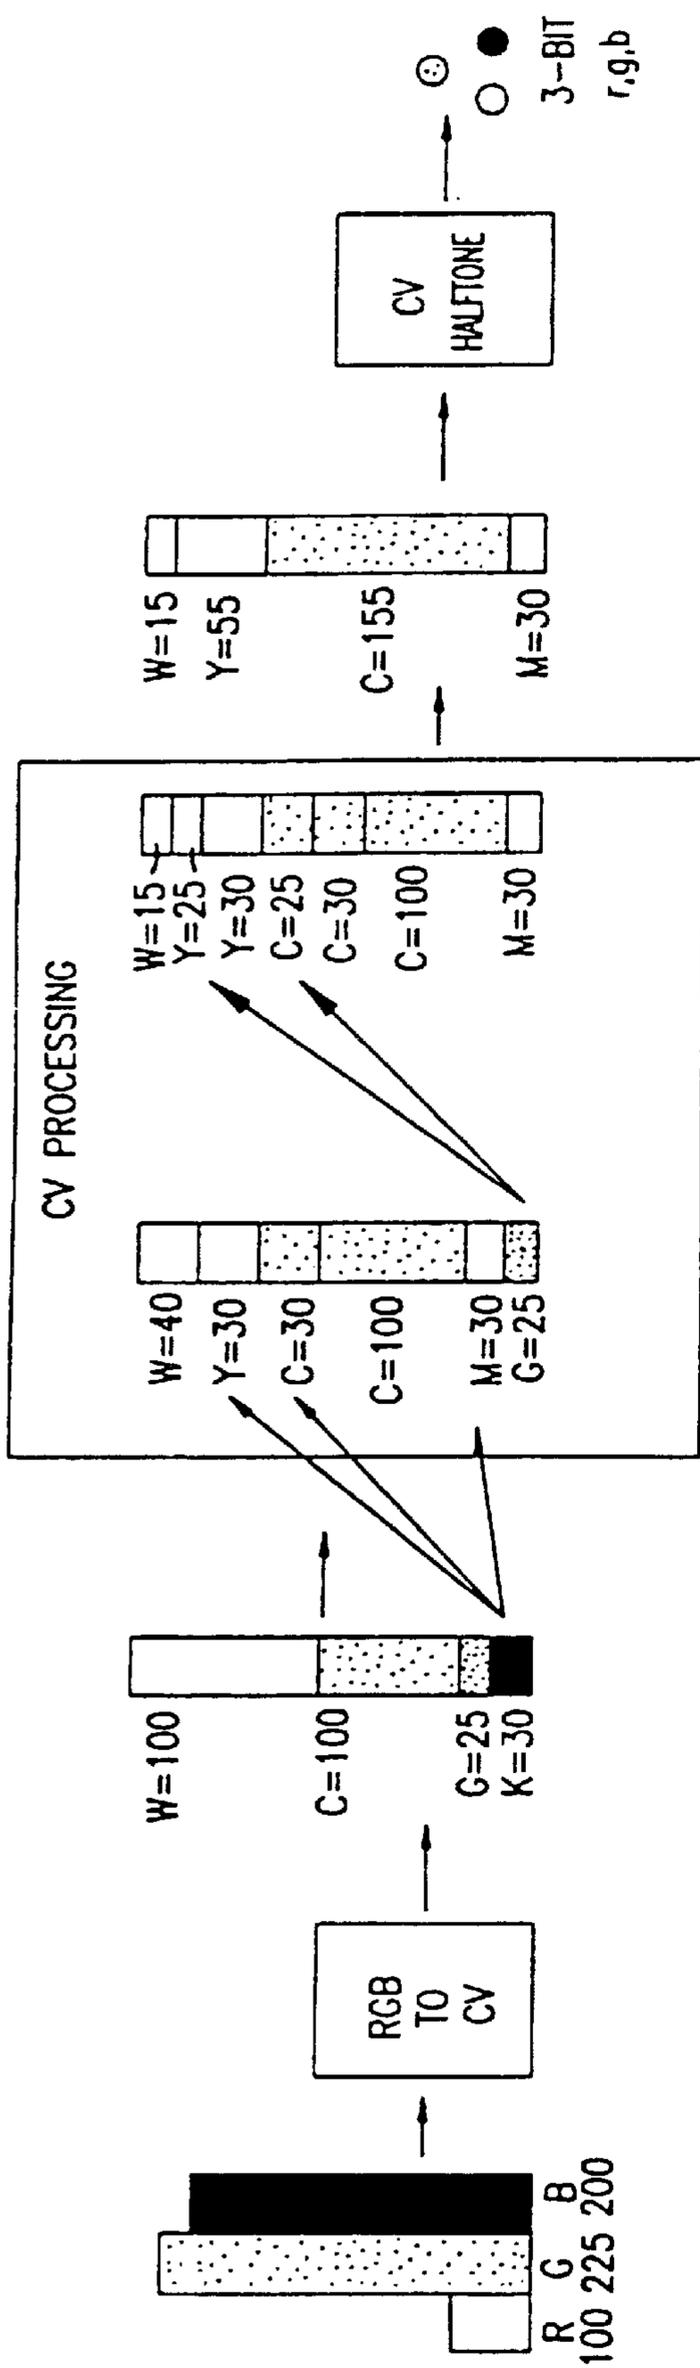 R G B
100 225 200
RGB
TO
CV
W=100
C=100
G=25
K=30
CV PROCESSING
W=40
Y=30
C=30
C=100
M=30
G=25
W=15
Y=25
Y=30
C=25
C=30
C=100
M=30
W=15
Y=55
C=155
M=30
CV
HALFTONE
3-BIT
r,g,b